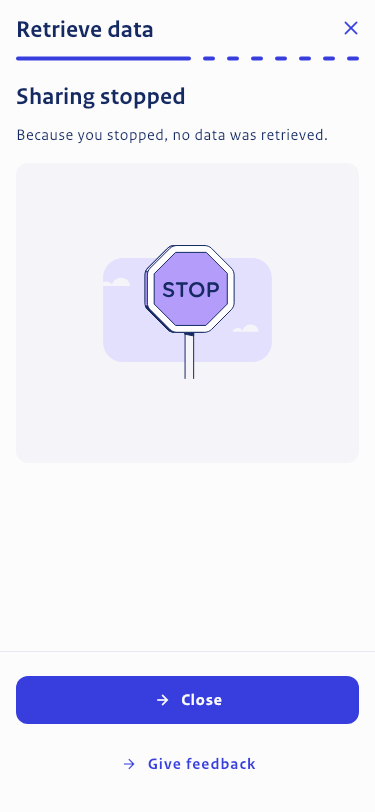 Retrieve data
Sharing stopped
Because you stopped, no data was retrieved.
STOP
Close
Give feedback